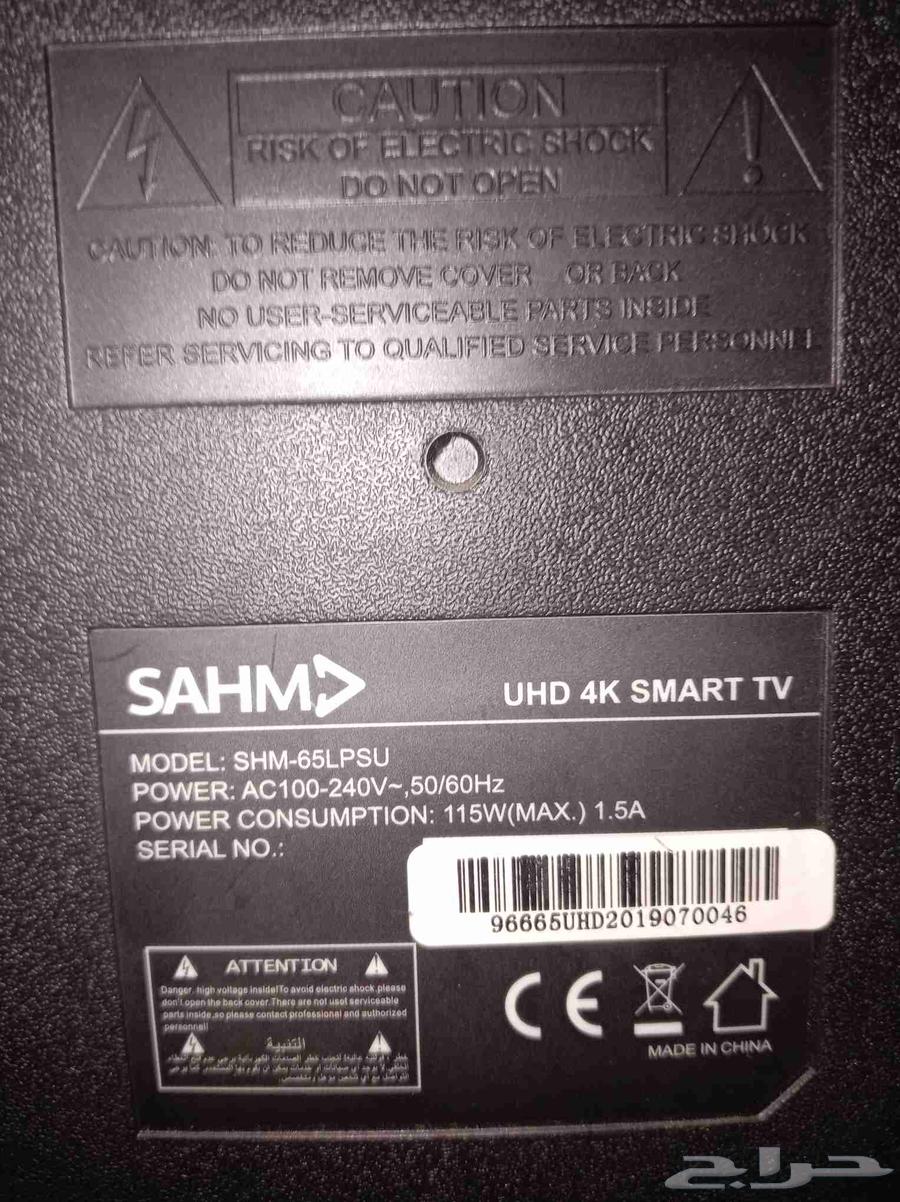 CAUTION
RISK OF ELECTRIC SHOCK
DO NOT OPEN
CAUTION: TO REDUCE THE RISK OF ELECTRIC SHOCK
DO NOT REMOVE COVER OR BACK
NO USER-SERVICEABLE PARTS INSIDE
REFER SERVICING TO QUALIFIED SERVICE PERSONNEL
SAHM
UHD 4K SMART TV
MODEL: SHM-65LPSU
POWER: AC100-240V~,50/60Hz
POWER CONSUMPTION: 115W(MAX.) 1.5A
SERIAL NO.:
96665UHD2019070046
ATTENTION
Danger, high voltage inside!To avoid electric shock,please
don't open the back cover.There are not uset serviceable
parts inside,so please contact professional and authorized
personnel!
التنبية
CE
MADE IN CHINA
حراج